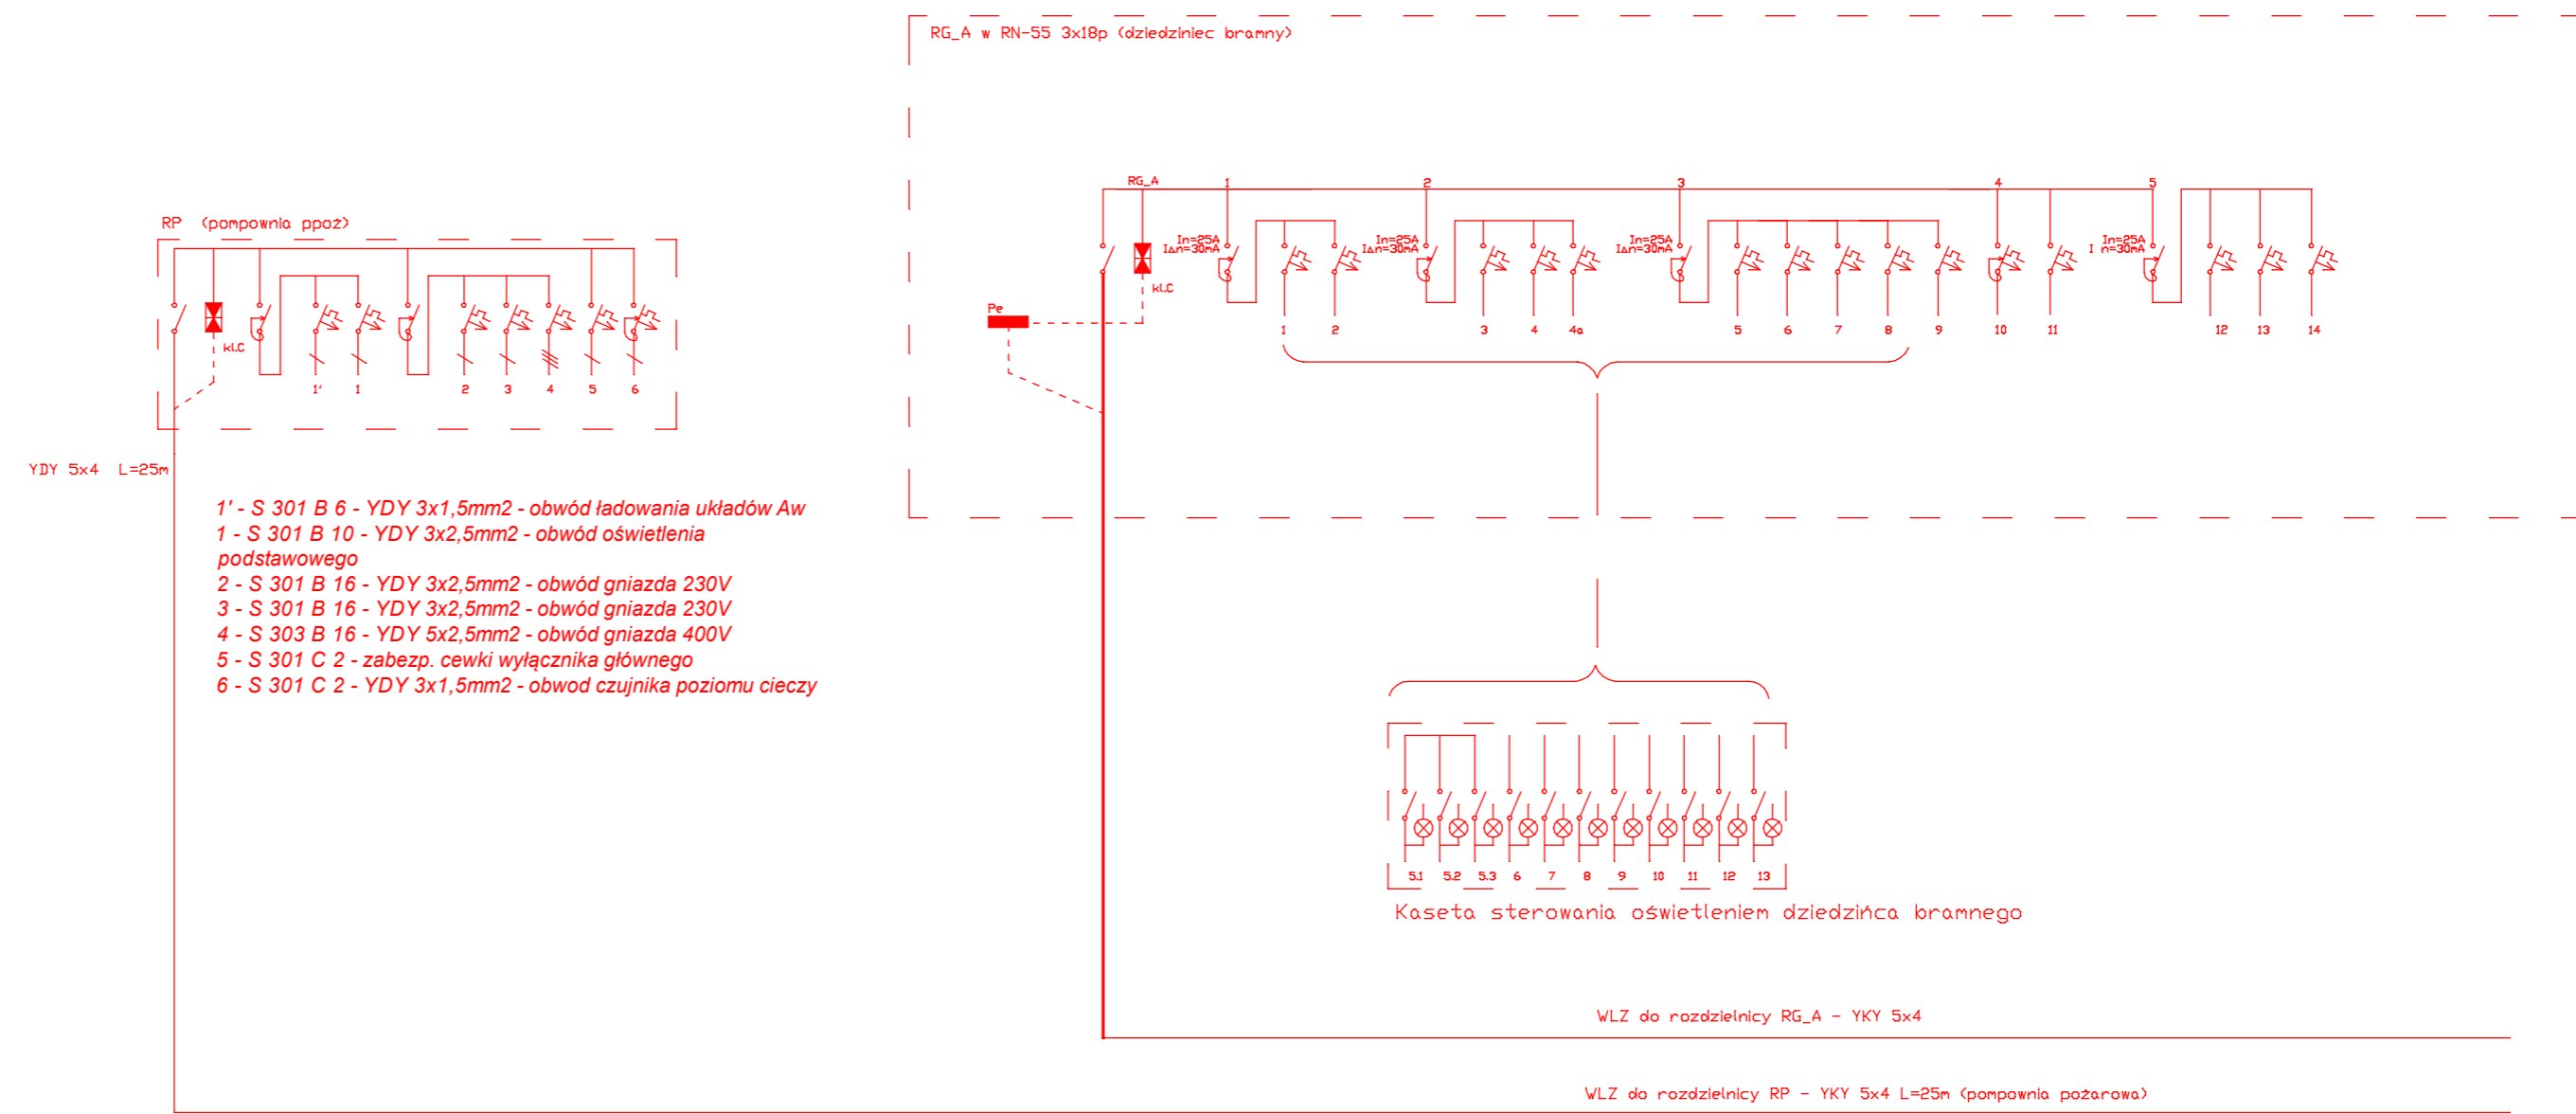 RG_A w RN-55 3x18p (dziedziniec bramny)
RG_A 1 2 3 4 5
In=25A
IΔn=30mA
In=25A
IΔn=30mA
In=25A
IΔn=30mA
In=25A
I n=30mA
kl.C
Pe
1 2 3 4 4a 5 6 7 8 9 10 11 12 13 14
RP (pompownia ppoż)
kl.C
1' 1 2 3 4 5 6
YDY 5x4 L=25m
1' - S 301 B 6 - YDY 3x1,5mm2 - obwód ładowania układów Aw
1 - S 301 B 10 - YDY 3x2,5mm2 - obwód oświetlenia
podstawowego
2 - S 301 B 16 - YDY 3x2,5mm2 - obwód gniazda 230V
3 - S 301 B 16 - YDY 3x2,5mm2 - obwód gniazda 230V
4 - S 303 B 16 - YDY 5x2,5mm2 - obwód gniazda 400V
5 - S 301 C 2 - zabezp. cewki wyłącznika głównego
6 - S 301 C 2 - YDY 3x1,5mm2 - obwod czujnika poziomu cieczy
5.1 5.2 5.3 6 7 8 9 10 11 12 13
Kaseta sterowania oświetleniem dziedzińca bramnego
WLZ do rozdzielnicy RG_A - YKY 5x4
WLZ do rozdzielnicy RP - YKY 5x4 L=25m (pompownia pożarowa)